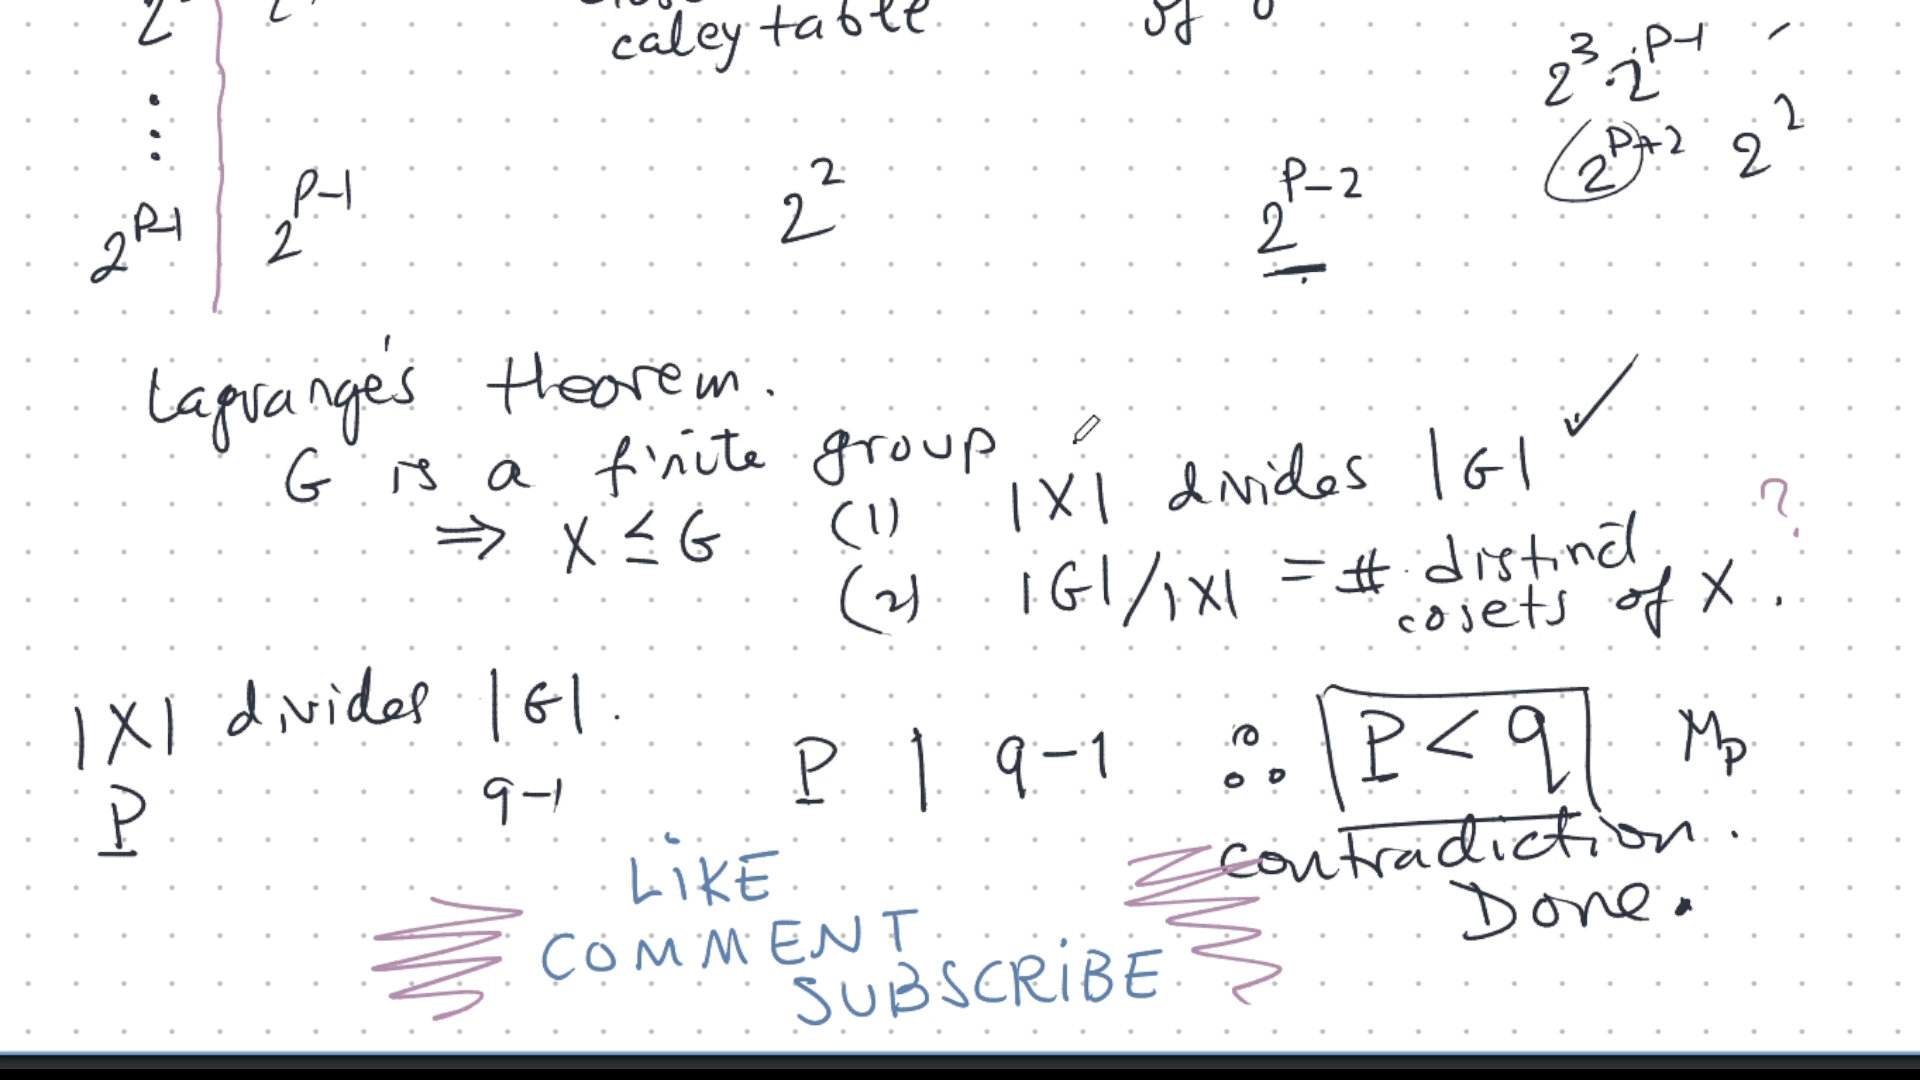 caley table of
2^3 · 2^{P-1}
2^{P+2} 2^2
2^{P-1} 2^{P-1} 2^2 2^{P-2}
Lagrange's theorem.
G is a finite group
⇒ X ≤ G (1) |X| divides |G| ✓
(2) |G|/|X| = # distinct cosets of X. ?
|X| divides |G|.
P q-1
P | q-1 ∴ P < q Mp
contradiction.
Done.
LIKE
COMMENT
SUBSCRIBE